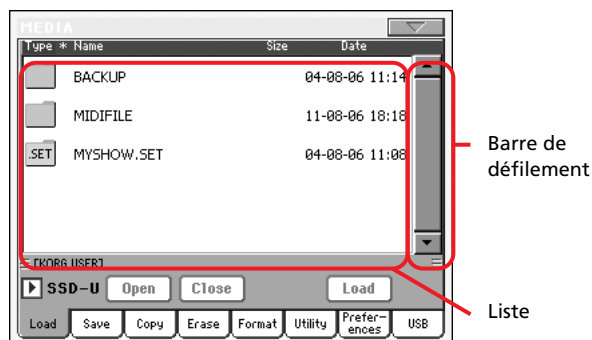 MEDIA
Type * Name Size Date
BACKUP 04-08-06 11:14
MIDIFILE 11-08-06 18:18
.SET MYSHOW.SET 04-08-06 11:08
[KORG USER]
SSD-U Open Close Load
Load Save Copy Erase Format Utility Prefer-ences USB
Barre de
défilement
Liste